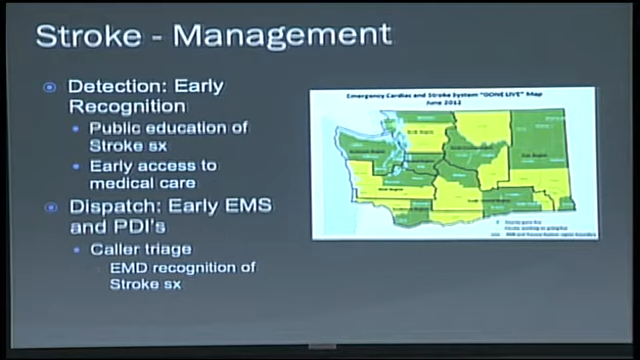 Stroke - Management
Detection: Early
Recognition
Public education of
Stroke sx
Early access to
medical care
Dispatch: Early EMS
and PDI's
Caller triage
EMD recognition of
Stroke sx
Emergency Cardiac and Stroke System "GONE LIVE" Map
June 2012